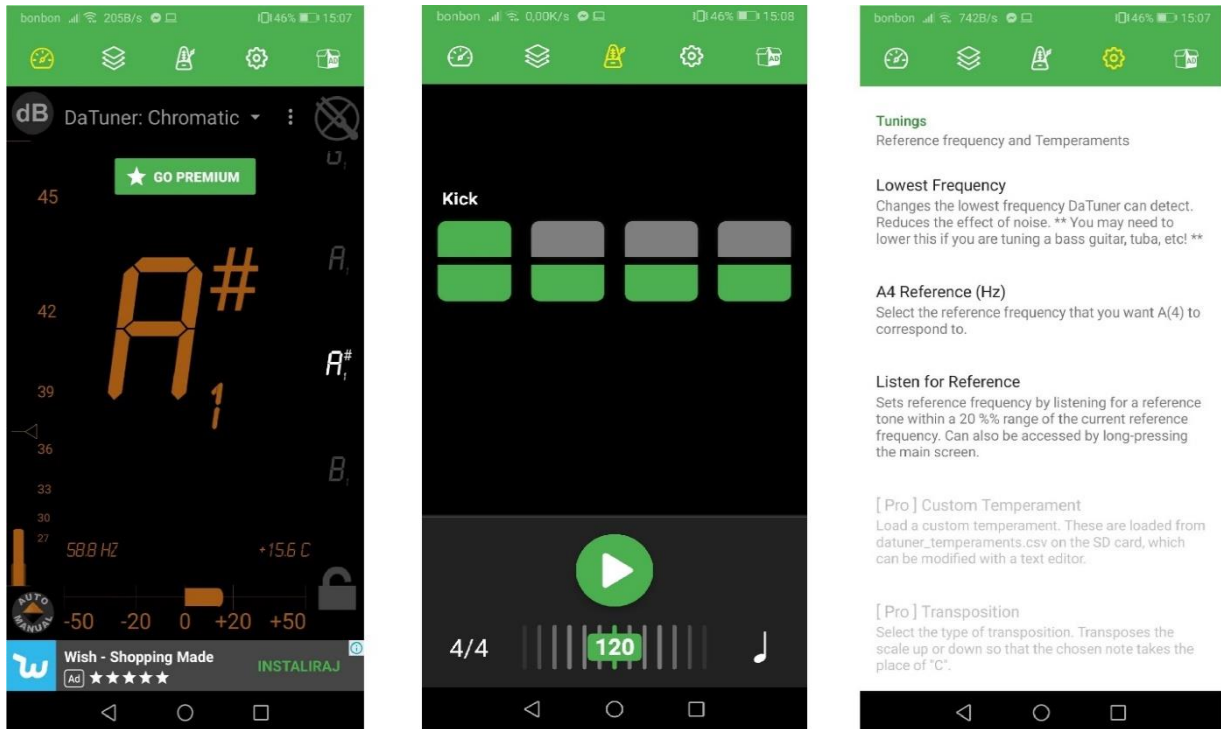 bonbon 205B/s 46% 15:07
dB DaTuner: Chromatic
GO PREMIUM
45
A
42
A# 1
A#1
39
36
B1
33
30
27
58.8 HZ +15.6 C
AUTO
MANUAL
-50 -20 0 +20 +50
Wish - Shopping Made
Ad
INSTALIRAJ
bonbon 0,00K/s 46% 15:08
AD
Kick
4/4 120
bonbon 742B/s 46% 15:07
AD
Tunings
Reference frequency and Temperaments
Lowest Frequency
Changes the lowest frequency DaTuner can detect.
Reduces the effect of noise. ** You may need to
lower this if you are tuning a bass guitar, tuba, etc! **
A4 Reference (Hz)
Select the reference frequency that you want A(4) to
correspond to.
Listen for Reference
Sets reference frequency by listening for a reference
tone within a 20 %% range of the current reference
frequency. Can also be accessed by long-pressing
the main screen.
[ Pro ] Custom Temperament
Load a custom temperament. These are loaded from
datuner_temperaments.csv on the SD card, which
can be modified with a text editor.
[ Pro ] Transposition
Select the type of transposition. Transposes the
scale up or down so that the chosen note takes the
place of "C".